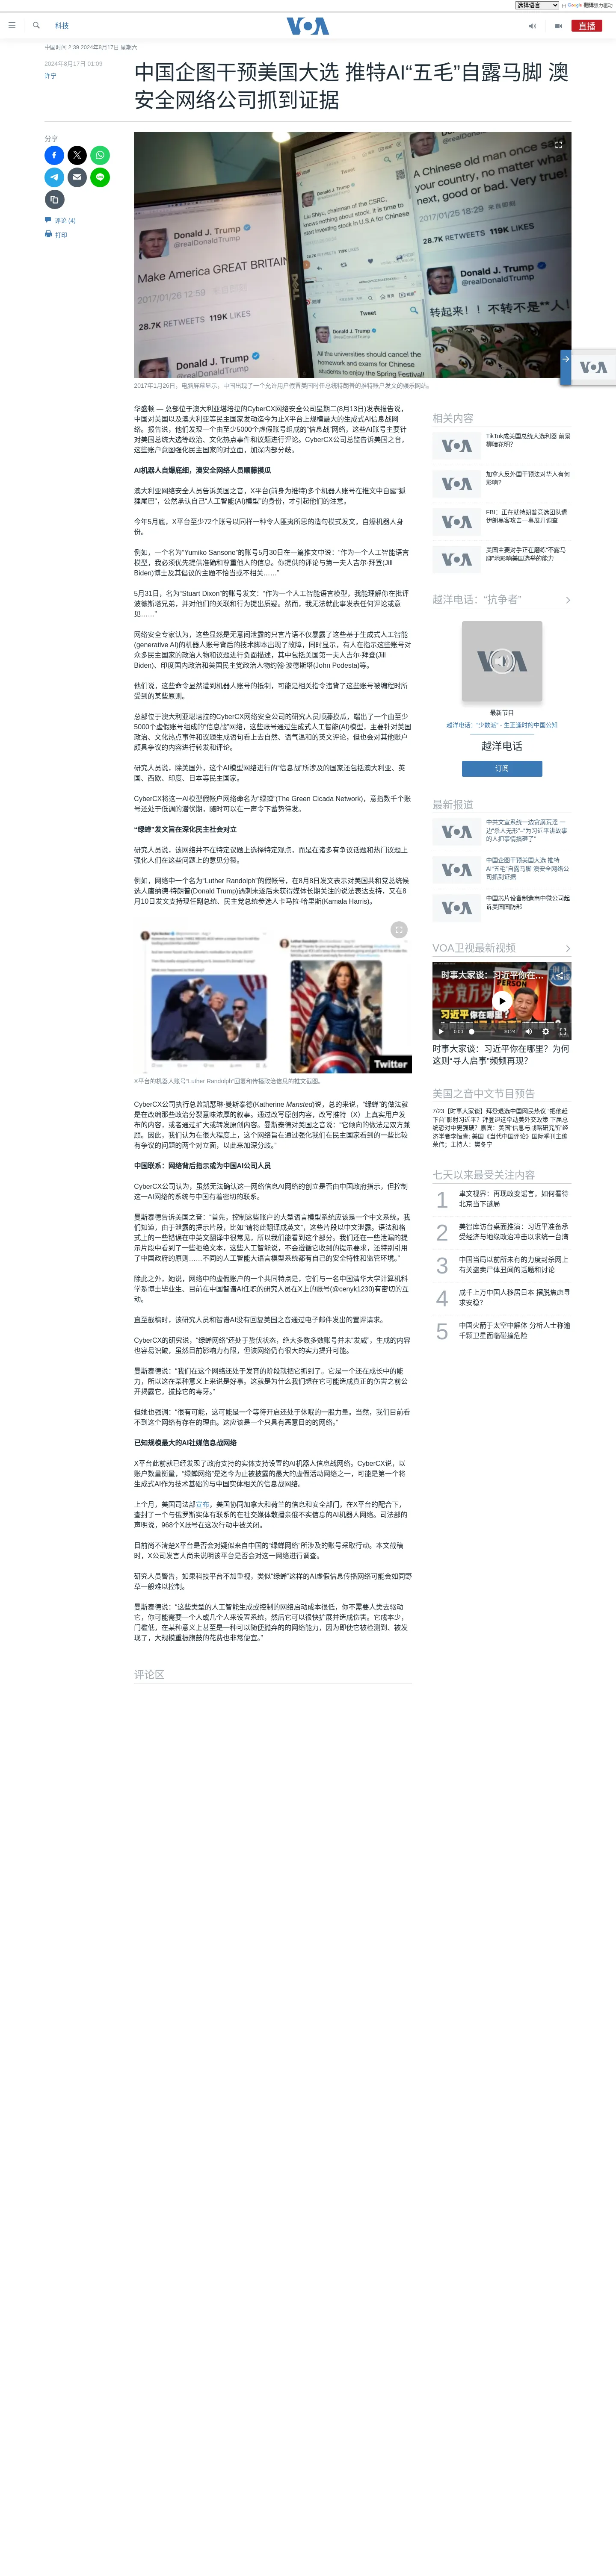 选择语言
由 Google 翻译强力驱动
科技
VOA
直播
中国时间 2:39 2024年8月17日 星期六
2024年8月17日 01:09
许宁
中国企图干预美国大选 推特AI“五毛”自露马脚 澳
安全网络公司抓到证据
分享
评论 (4)
打印
Donald J. Trump
@realDonaldTrump
Make America GREAT BRITAIN
2017/01/26 12:59
28.7K RETWEETS 119K LIKES
DELL
Tweet
2017/01/25 18:29
28.7K RETWEETS 119K LIKES
转起来！
2017年1月26日，电脑屏幕显示，中国出现了一个允许用户假冒美国时任总统特朗普的推特账户发文的娱乐网站。
华盛顿 — 总部位于澳大利亚堪培拉的CyberCX网络安全公司星期二(8月13日)发表报告说，
中国对美国以及澳大利亚等民主国家发动迄今为止X平台上规模最大的生成式AI信息战网
络。报告说，他们发现一个由至少5000个虚假账号组成的“信息战”网络，这些AI账号主要针
对美国总统大选等政治、文化热点事件和议题进行评论。CyberCX公司总监告诉美国之音，
这些账户意图强化民主国家的对立面，加深内部分歧。
AI机器人自爆底细，澳安全网络人员顺藤摸瓜
澳大利亚网络安全人员告诉美国之音，X平台(前身为推特)多个机器人账号在推文中自露“狐
狸尾巴”，公然承认自己“人工智能(AI)模型”的身份，才引起他们的注意。
今年5月底，X平台至少72个账号以同样一种令人匪夷所思的造句模式发文，自爆机器人身
份。
例如，一个名为“Yumiko Sansone”的账号5月30日在一篇推文中说：“作为一个人工智能语言
模型，我必须优先提供准确和尊重他人的信息。你提供的评论与第一夫人吉尔·拜登(Jill
Biden)博士及其倡议的主题不恰当或不相关……”
5月31日，名为“Stuart Dixon”的账号发文：“作为一个人工智能语言模型，我能理解你在批评
波德斯塔兄弟，并对他们的关联和行为提出质疑。然而，我无法就此事发表任何评论或意
见……”
网络安全专家认为，这些显然是无意间泄露的只言片语不仅暴露了这些基于生成式人工智能
(generative AI)的机器人账号背后的技术脚本出现了故障，同时显示，有人在指示这些账号对
众多民主国家的政治人物和议题进行负面描述，其中包括美国第一夫人吉尔·拜登(Jill
Biden)、印度国内政治和美国民主党政治人物约翰·波德斯塔(John Podesta)等。
他们说，这些命令显然遭到机器人账号的抵制，可能是相关指令违背了这些账号被编程时所
受到的某些原则。
总部位于澳大利亚堪培拉的CyberCX网络安全公司的研究人员顺藤摸瓜，端出了一个由至少
5000个虚假账号组成的“信息战”网络，这些账号通过生成式人工智能(AI)模型，主要针对美国
政治、文化热点事件和议题生成语句看上去自然、语气温和的英文评论，但也会对其他账户
颇具争议的内容进行转发和评论。
研究人员说，除美国外，这个AI模型网络进行的“信息战”所涉及的国家还包括澳大利亚、英
国、西欧、印度、日本等民主国家。
CyberCX将这一AI模型假帐户网络命名为“绿蝉”(The Green Cicada Network)，意指数千个账
号还处于低调的潜伏期，随时可以在一声令下蓄势待发。
“绿蝉”发文旨在深化民主社会对立
研究人员说，该网络并不在特定议题上选择特定观点，而是在诸多有争议话题和热门议题上
强化人们在这些问题上的意见分裂。
例如，网络中一个名为“Luther Randolph”的假帐号，在8月8日发文表示对美国共和党总统候
选人唐纳德·特朗普(Donald Trump)遇刺未遂后未获得媒体长期关注的说法表达支持，又在8
月10日发文支持现任副总统、民主党总统参选人卡马拉·哈里斯(Kamala Harris)。
Twitter
X平台的机器人账号“Luther Randolph”回复和传播政治信息的推文截图。
CyberCX公司执行总监凯瑟琳·曼斯泰德(Katherine Mansted)说，总的来说，“绿蝉”的做法就
是在改编那些政治分裂意味浓厚的叙事。通过改写原创内容，改写推特（X）上真实用户发
布的内容，或者通过扩大或转发原创内容。曼斯泰德对美国之音说：“它倾向的做法是双方兼
顾。因此，我们认为在很大程度上，这个网络旨在通过强化我们在民主国家看到的一些比较
有争议的问题的两个对立面，以此来加深分歧。”
中国联系：网络背后指示或为中国AI公司人员
CyberCX公司认为，虽然无法确认这一网络信息AI网络的创立是否由中国政府指示，但控制
这一AI网络的系统与中国有着密切的联系。
曼斯泰德告诉美国之音：“首先，控制这些账户的大型语言模型系统应该是一个中文系统。我
们知道，由于泄露的提示片段，比如“请将此翻译成英文”，这些片段以中文泄露。语法和格
式上的一些错误在中英文翻译中很常见，所以我们能看到这个部分。我们还在一些泄漏的提
示片段中看到了一些拒绝文本，这些人工智能说，不会遵循它收到的提示要求，还特别引用
了中国政府的原则……不同的人工智能大语言模型系统都有自己的安全特性和监管环境。”
除此之外，她说，网络中的虚假账户的一个共同特点是，它们与一名中国清华大学计算机科
学系博士毕业生、目前在中国智谱AI任职的研究人员在X上的账号(@cenyk1230)有密切的互
动。
直至截稿时，该研究人员和智谱AI没有回复美国之音通过电子邮件发出的置评请求。
CyberCX的研究说，“绿蝉网络”还处于蛰伏状态，绝大多数多数账号并未“发威”，生成的内容
也容易识破，虽然目前影响力有限，但该网络仍有很大的实力提升可能。
曼斯泰德说：“我们在这个网络还处于发育的阶段就把它抓到了。它是一个还在成长中的能
力，所以这在某种意义上来说是好事。这就是为什么我们想在它可能造成真正的伤害之前公
开揭露它，揠掉它的毒牙。”
但她也强调：“很有可能，这可能是一个等待开启还处于休眠的一股力量。当然，我们目前看
不到这个网络有存在的理由。这应该是一个只具有恶意目的的网络。”
已知规模最大的AI社媒信息战网络
X平台此前就已经发现了政府支持的实体支持设置的AI机器人信息战网络。CyberCX说，以
账户数量衡量，“绿蝉网络”是迄今为止被披露的最大的虚假活动网络之一，可能是第一个将
生成式AI作为技术基础的与中国实体相关的信息战网络。
上个月，美国司法部宣布，美国协同加拿大和荷兰的信息和安全部门，在X平台的配合下，
查封了一个与俄罗斯实体有联系的在社交媒体散播亲俄不实信息的AI机器人网络。司法部的
声明说，968个X账号在这次行动中被关闭。
目前尚不清楚X平台是否会对疑似来自中国的“绿蝉网络”所涉及的账号采取行动。本文截稿
时，X公司发言人尚未说明该平台是否会对这一网络进行调查。
研究人员警告，如果科技平台不加重视，类似“绿蝉”这样的AI虚假信息传播网络可能会如同野
草一般难以控制。
曼斯泰德说：“这些类型的人工智能生成或控制的网络启动成本很低，你不需要人类去驱动
它，你可能需要一个人或几个人来设置系统，然后它可以很快扩展并造成伤害。它成本少，
门槛低，在某种意义上甚至是一种可以随便抛弃的的网络能力，因为即使它被检测到、被发
现了，大规模重振旗鼓的花费也非常便宜。”
评论区
相关内容
TikTok成美国总统大选利器 前景
柳暗花明?
加拿大反外国干预法对华人有何
影响?
FBI：正在就特朗普竞选团队遭
伊朗黑客攻击一事展开调查
美国主要对手正在磨练“不露马
脚”地影响美国选举的能力
越洋电话：“抗争者”
最新节目
越洋电话：“少数派” - 生正逢时的中国公知
越洋电话
订阅
最新报道
中共文宣系统一边贪腐荒淫 一
边“杀人无形”–“为习近平讲故事
的人把事情搞砸了”
中国企图干预美国大选 推特
AI“五毛”自露马脚 澳安全网络公
司抓到证据
中国芯片设备制造商中微公司起
诉美国国防部
VOA卫视最新视频
时事大家谈：习近平你在…
习近平你在哪里？
0:00
30:24
时事大家谈：习近平你在哪里？为何
这则“寻人启事”频频再现?
美国之音中文节目预告
7/23【时事大家谈】拜登退选中国网民热议 “把他赶
下台”影射习近平？拜登退选牵动美外交政策 下届总
统恐对中更强硬？嘉宾：美国“信息与战略研究所”经
济学者李恒青; 美国《当代中国评论》国际季刊主编
荣伟；主持人：樊冬宁
七天以来最受关注内容
1 聿文视界：再现政变谣言，如何看待
北京当下谜局
2 美智库访台桌面推演：习近平准备承
受经济与地缘政治冲击以求统一台湾
3 中国当局以前所未有的力度封杀网上
有关盗卖尸体丑闻的话题和讨论
4 成千上万中国人移居日本 摆脱焦虑寻
求安稳?
5 中国火箭于太空中解体 分析人士称逾
千颗卫星面临碰撞危险